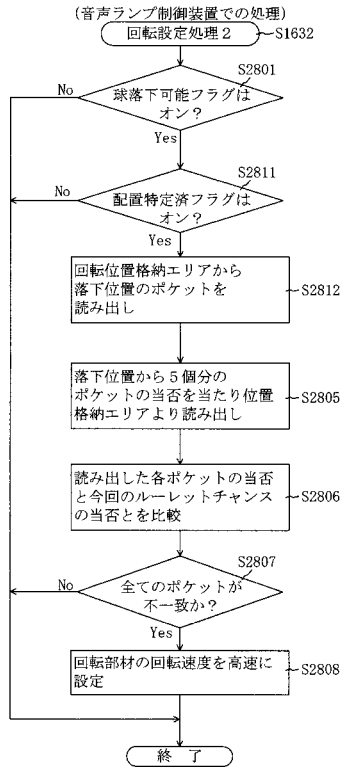 (音声ランプ制御装置での処理)
回転設定処理2
S1632
S2801
No
球落下可能フラグは
オン?
Yes
S2811
No
配置特定済フラグは
オン?
Yes
回転位置格納エリアから
落下位置のポケットを
読み出し
S2812
落下位置から5個分の
ポケットの当否を当たり位置
格納エリアより読み出し
S2805
読み出した各ポケットの当否
と今回のルーレットチャンス
の当否とを比較
S2806
S2807
No
全てのポケットが
不一致か?
Yes
回転部材の回転速度を高速に
設定
S2808
終了